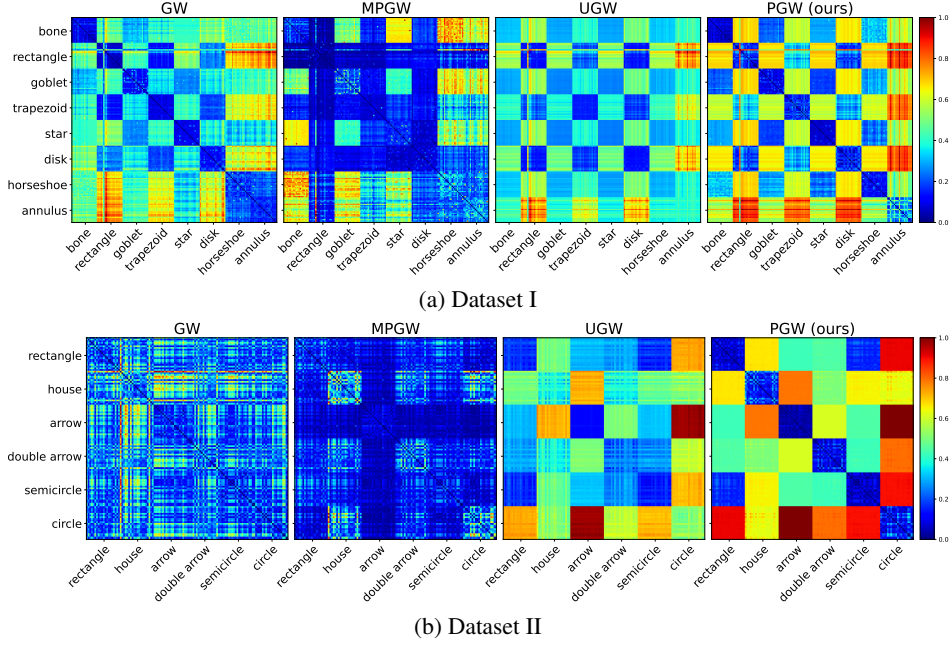 GW MPGW UGW PGW (ours)
bone
rectangle
goblet
trapezoid
star
disk
horseshoe
annulus
1.0
0.8
0.6
0.4
0.2
0.0
bone rectangle goblet trapezoid star disk horseshoe annulus bone rectangle goblet trapezoid star disk horseshoe annulus bone rectangle goblet trapezoid star disk horseshoe annulus bone rectangle goblet trapezoid star disk horseshoe annulus
(a) Dataset I
GW MPGW UGW PGW (ours)
rectangle
house
arrow
double arrow
semicircle
circle
1.0
0.8
0.6
0.4
0.2
0.0
rectangle house arrow double arrow semicircle circle rectangle house arrow double arrow semicircle circle rectangle house arrow double arrow semicircle circle rectangle house arrow double arrow semicircle circle
(b) Dataset II